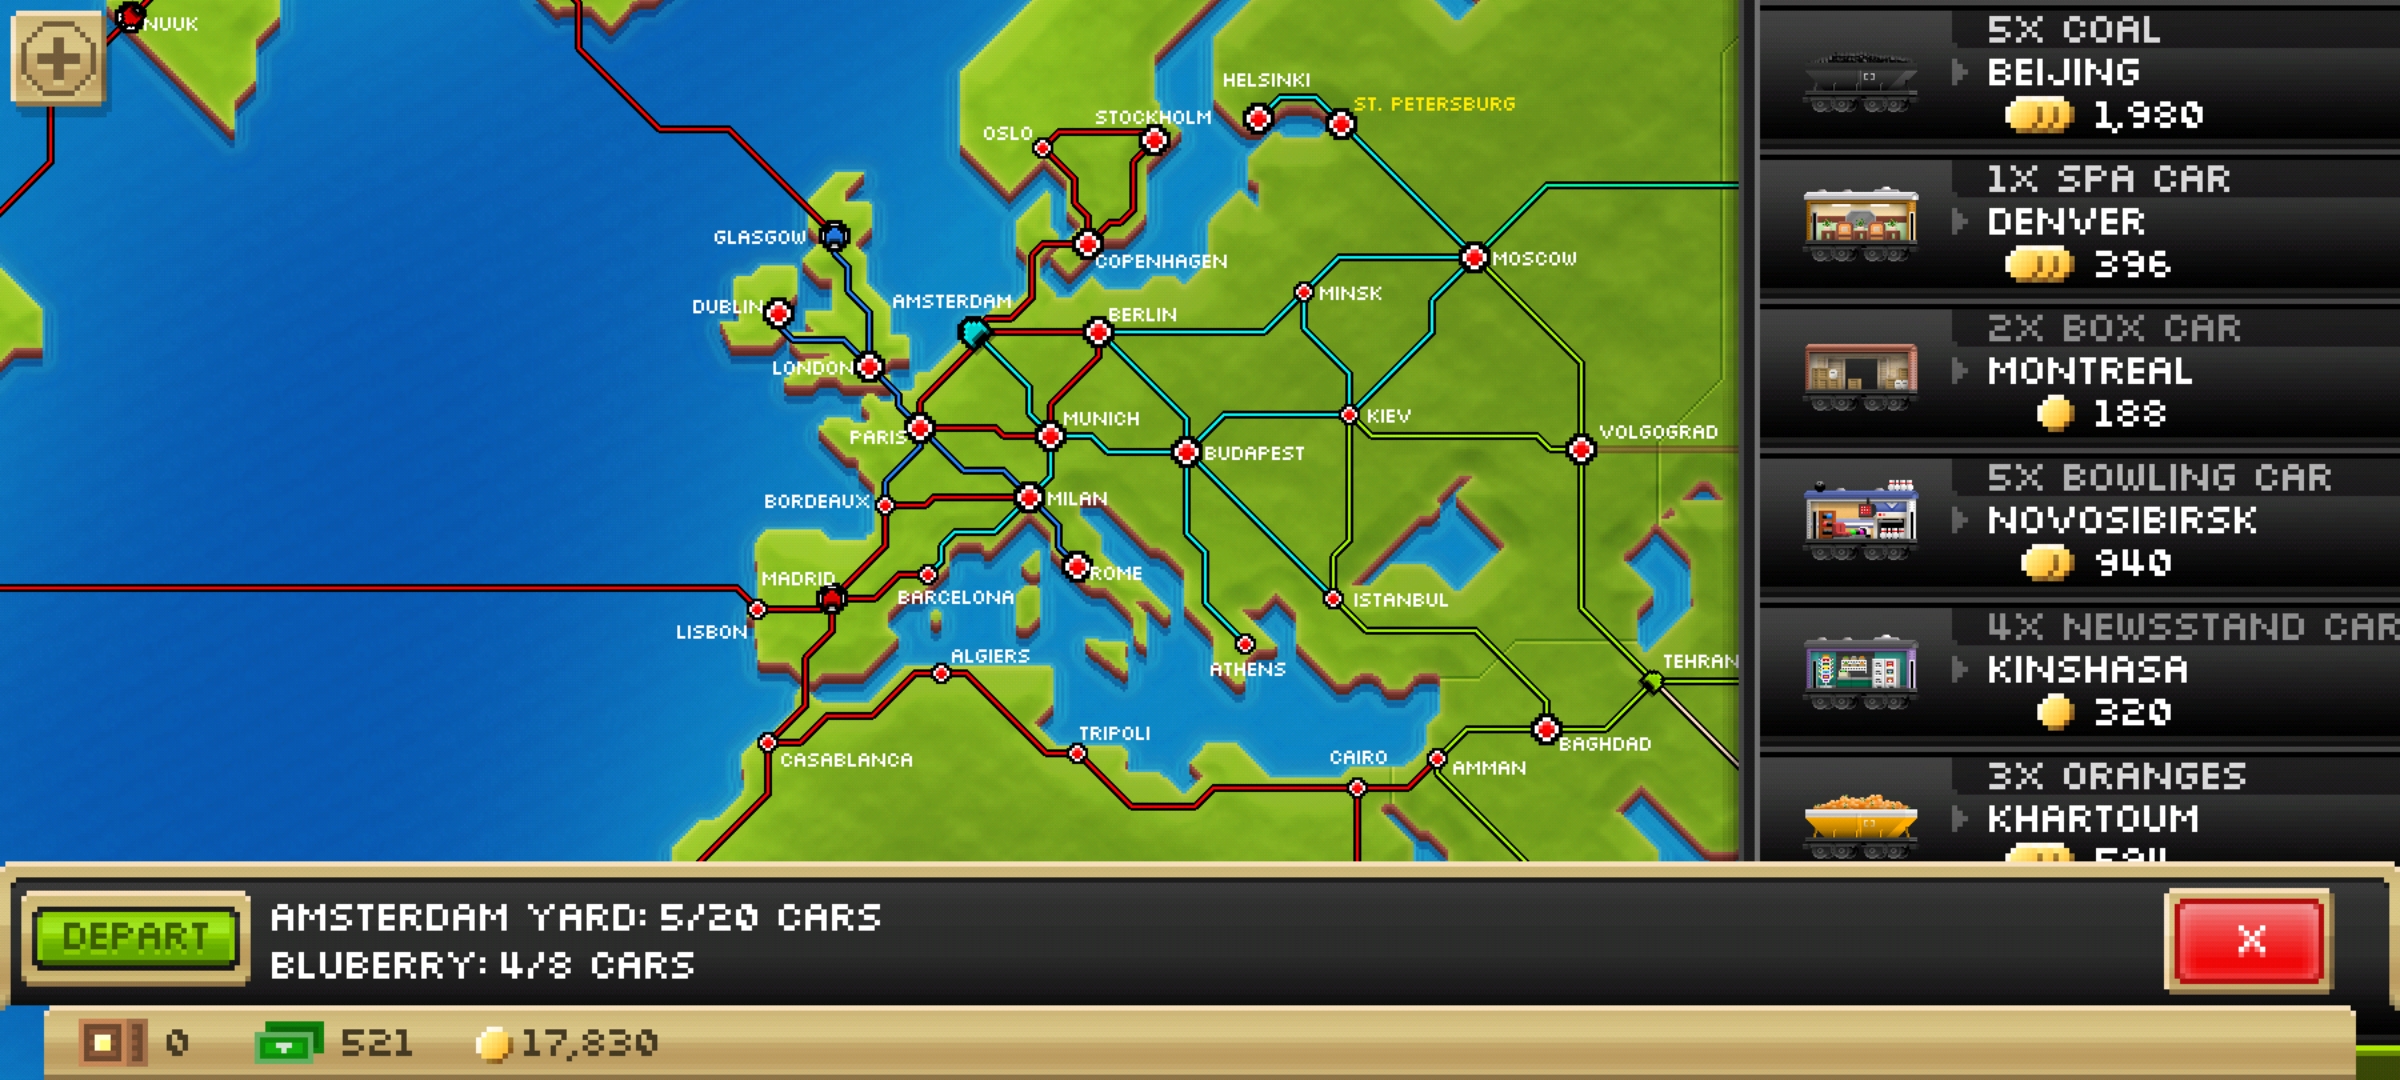 NUUK
HELSINKI
ST. PETERSBURG
STOCKHOLM
OSLO
GLASGOW
COPENHAGEN
MOSCOW
AMSTERDAM
MINSK
DUBLIN
BERLIN
LONDON
MUNICH
KIEV
PARIS
VOLGOGRAD
BUDAPEST
BORDEAUX
MILAN
MADRID
ROME
BARCELONA
ISTANBUL
LISBON
ALGIERS
ATHENS
TEHRAN
TRIPOLI
CASABLANCA
CAIRO
AMMAN
BAGHDAD
5X COAL
BEIJING
1,980
1X SPA CAR
DENVER
396
2X BOX CAR
MONTREAL
188
5X BOWLING CAR
NOVOSIBIRSK
940
4X NEWSSTAND CAR
KINSHASA
320
3X ORANGES
KHARTOUM
DEPART
AMSTERDAM YARD: 5/20 CARS
BLUBERRY: 4/8 CARS
X
0
521
17,830